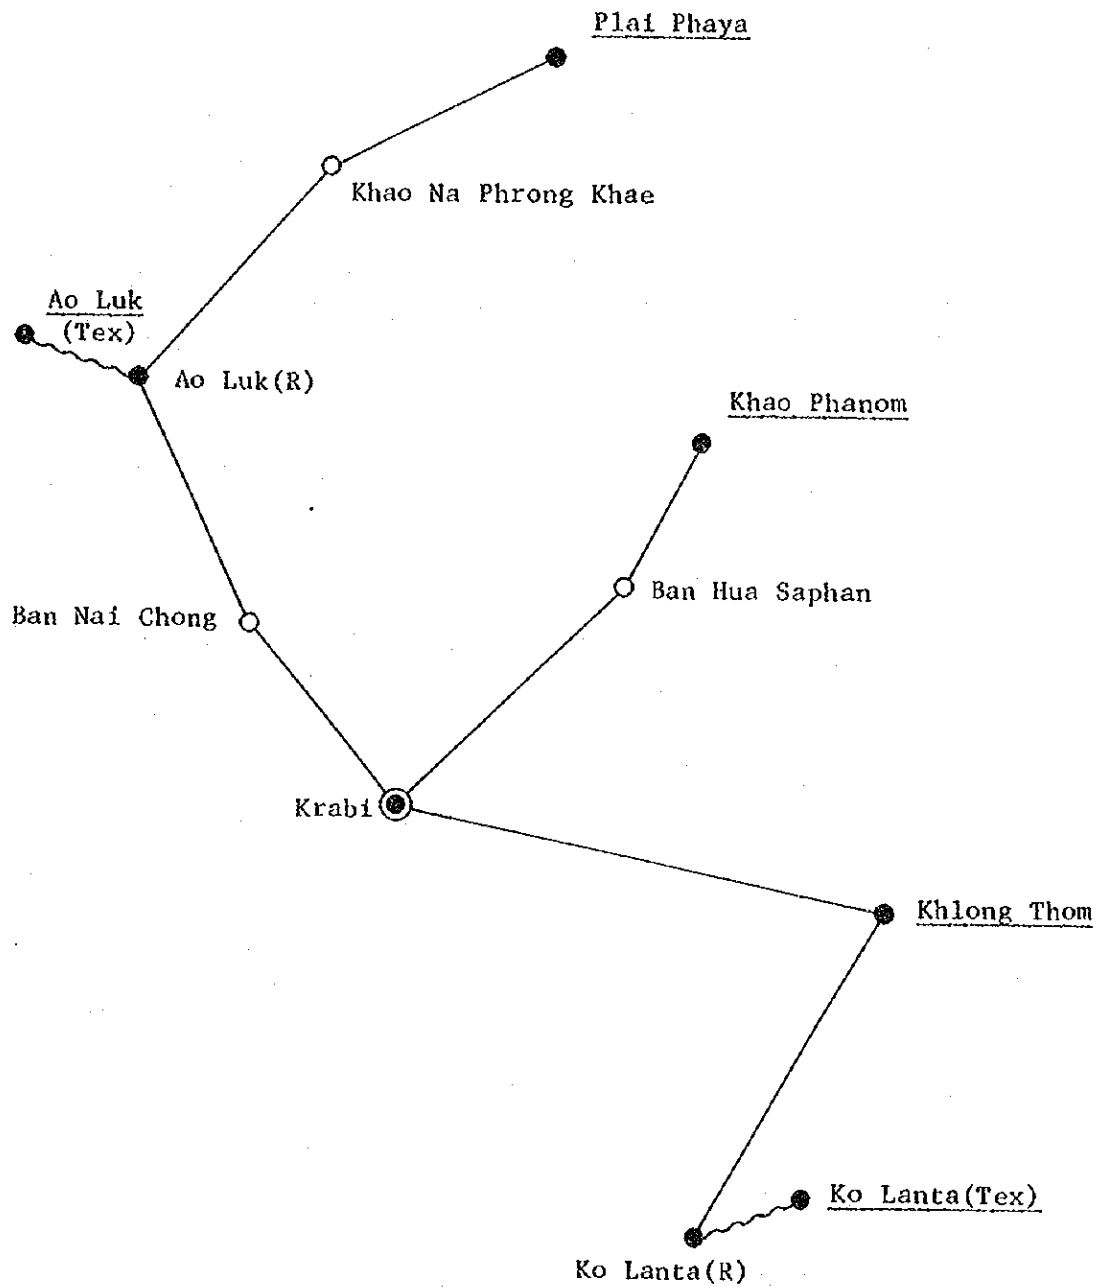 Plai Phaya
Khao Na Phrong Khae
Ao Luk
(Tex)
Ao Luk(R)
Khao Phanom
Ban Hua Saphan
Ban Nai Chong
Krabi
Khlong Thom
Ko Lanta(Tex)
Ko Lanta(R)